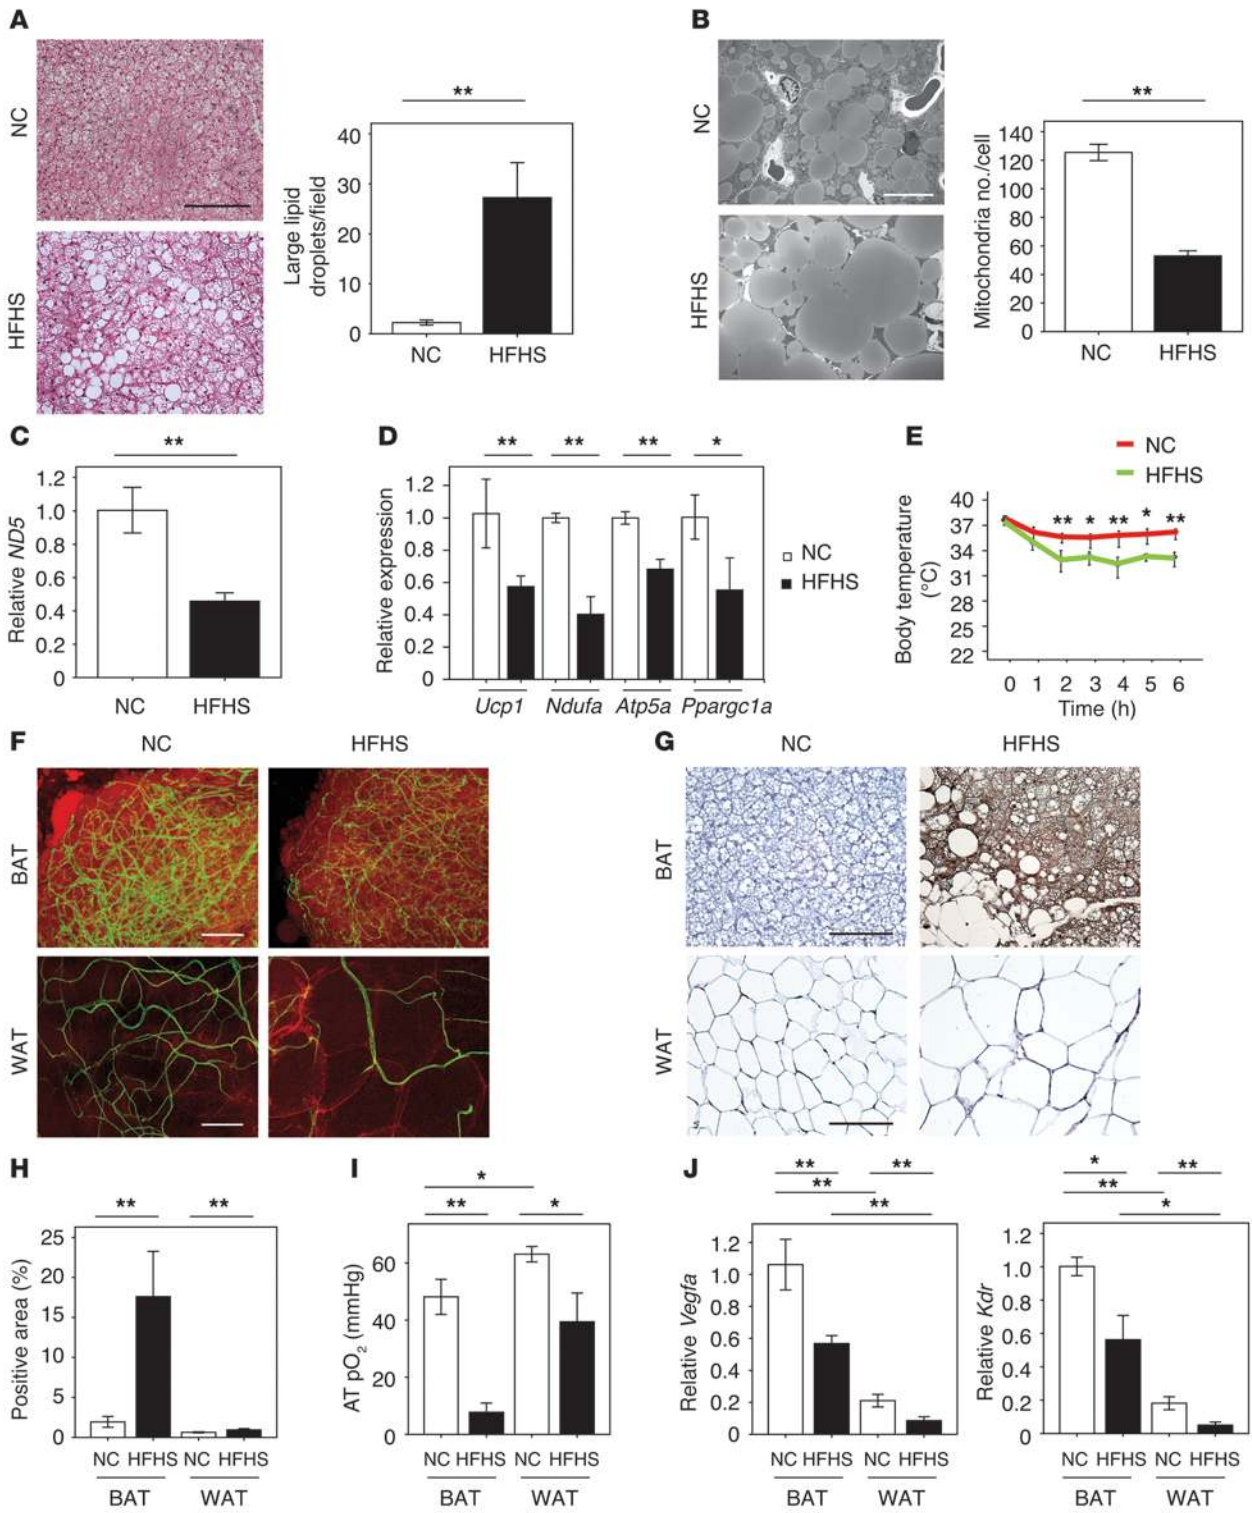 A
NC
HFHS
**
Large lipid
droplets/field
40
30
20
10
0
NC
HFHS
B
NC
HFHS
**
Mitochondria no./cell
140
120
100
80
60
40
20
0
NC
HFHS
C
**
Relative ND5
1.2
1.0
0.8
0.6
0.4
0.2
0
NC
HFHS
D
** ** ** *
Relative expression
1.2
1.0
0.8
0.6
0.4
0.2
0
Ucp1 Ndufa Atp5a Ppargc1a
NC
HFHS
E
NC
HFHS
Body temperature
(°C)
40
37
34
31
28
25
22
** * ** * **
0 1 2 3 4 5 6
Time (h)
F
NC HFHS
BAT
WAT
G
NC HFHS
BAT
WAT
H
** **
Positive area (%)
25
20
15
10
5
0
NC HFHS NC HFHS
BAT WAT
I
*
** *
AT pO2 (mmHg)
60
40
20
0
NC HFHS NC HFHS
BAT WAT
J
** **
**
**
Relative Vegfa
1.2
1.0
0.8
0.6
0.4
0.2
0
NC HFHS NC HFHS
BAT WAT
* **
**
*
Relative Kdr
1.2
1.0
0.8
0.6
0.4
0.2
0
NC HFHS NC HFHS
BAT WAT